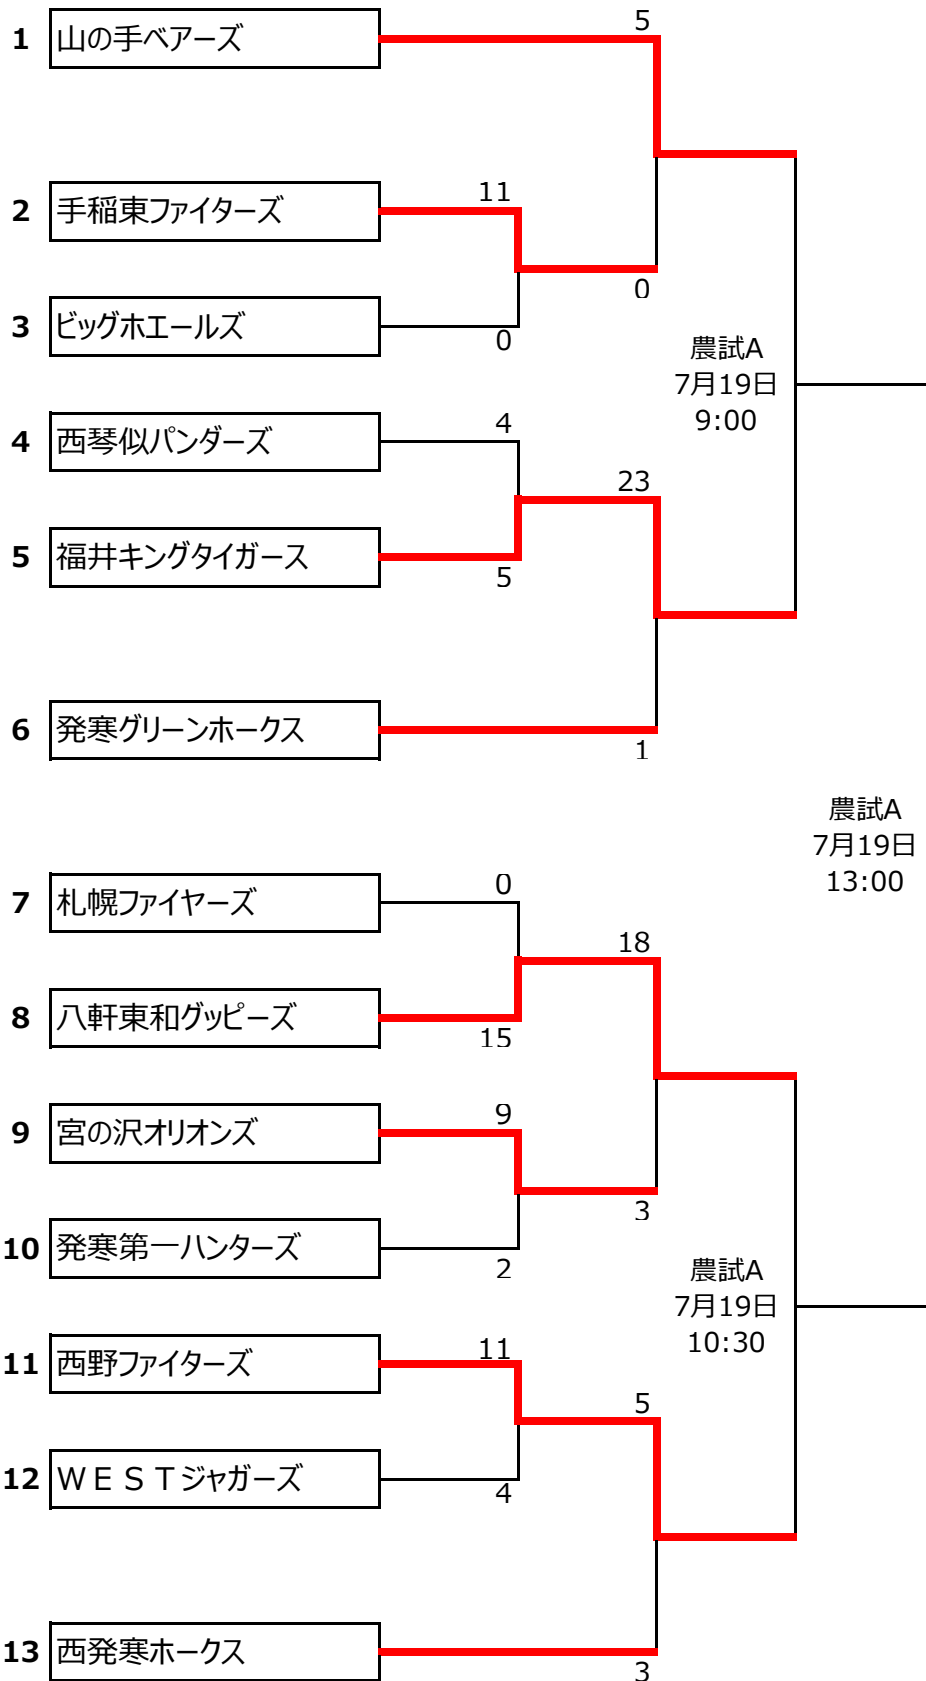 5
1 山の手ベアーズ
11
2 手稲東ファイターズ
0
3 ビッグホエールズ
0
農試A
7月19日
9:00
4
4 西琴似パンダーズ
23
5 福井キングタイガース
5
6 発寒グリーンホークス
1
農試A
7月19日
13:00
0
7 札幌ファイヤーズ
18
8 八軒東和グッピーズ
15
9
9 宮の沢オリオンズ
3
10 発寒第一ハンターズ
2
農試A
7月19日
10:30
11
11 西野ファイターズ
5
12 ＷＥＳＴジャガーズ
4
13 西発寒ホークス
3